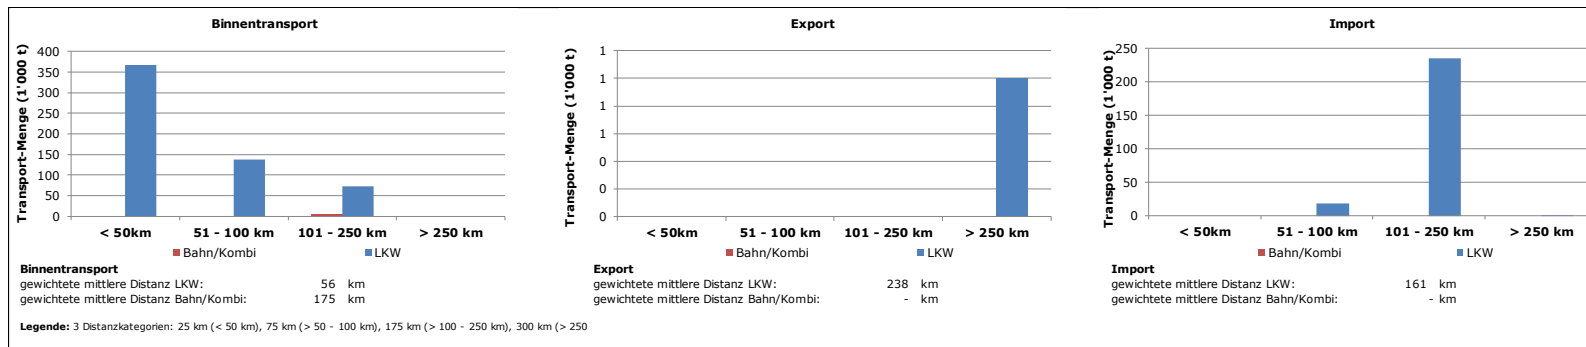 Binnentransport
Transport-Menge (1'000 t)
400
350
300
250
200
150
100
50
0
< 50km
51 - 100 km
101 - 250 km
> 250 km
Bahn/Kombi
LKW
Binnentransport
gewichtete mittlere Distanz LKW: 56 km
gewichtete mittlere Distanz Bahn/Kombi: 175 km
Export
Transport-Menge (1'000 t)
1
1
1
1
0
0
0
< 50km
51 - 100 km
101 - 250 km
> 250 km
Bahn/Kombi
LKW
Export
gewichtete mittlere Distanz LKW: 238 km
gewichtete mittlere Distanz Bahn/Kombi: - km
Import
Transport-Menge (1'000 t)
250
200
150
100
50
0
< 50km
51 - 100 km
101 - 250 km
> 250 km
Bahn/Kombi
LKW
Import
gewichtete mittlere Distanz LKW: 161 km
gewichtete mittlere Distanz Bahn/Kombi: - km
Legende: 3 Distanzkategorien: 25 km (< 50 km), 75 km (> 50 - 100 km), 175 km (> 100 - 250 km), 300 km (> 250